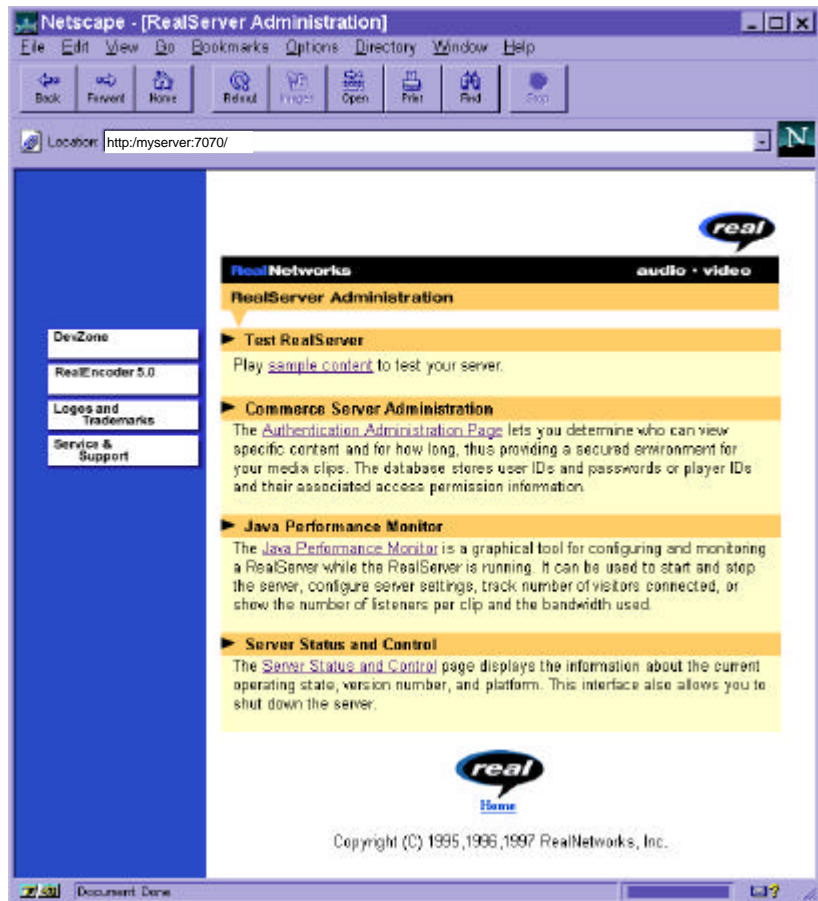 Netscape - [RealServer Administration]
File Edit View Go Bookmarks Options Directory Window Help
Back Forward Home Reload Images Open Print Find Stop
Location: http:/myserver:7070/
N
real
RealNetworks audio · video
RealServer Administration
DevZone
RealEncoder 5.0
Logos and
Trademarks
Service &
Support
Test RealServer
Play sample content to test your server.
Commerce Server Administration
The Authentication Administration Page lets you determine who can view
specific content and for how long, thus providing a secured environment for
your media clips. The database stores user IDs and passwords or player IDs
and their associated access permission information.
Java Performance Monitor
The Java Performance Monitor is a graphical tool for configuring and monitoring
a RealServer while the RealServer is running. It can be used to start and stop
the server, configure server settings, track number of visitors connected, or
show the number of listeners per clip and the bandwidth used.
Server Status and Control
The Server Status and Control page displays the information about the current
operating state, version number, and platform. This interface also allows you to
shut down the server.
real
Home
Copyright (C) 1995,1996,1997 RealNetworks, Inc.
Document Done